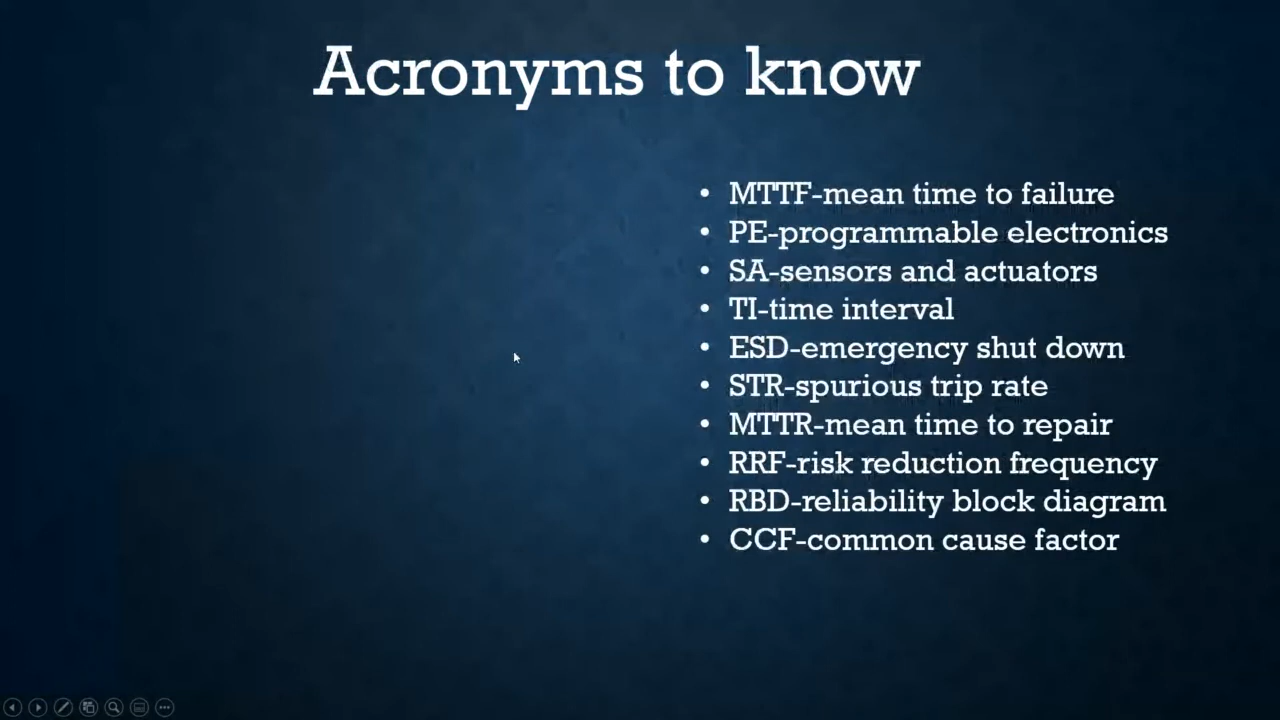 Acronyms to know
• MTTF-mean time to failure
• PE-programmable electronics
• SA-sensors and actuators
• TI-time interval
• ESD-emergency shut down
• STR-spurious trip rate
• MTTR-mean time to repair
• RRF-risk reduction frequency
• RBD-reliability block diagram
• CCF-common cause factor